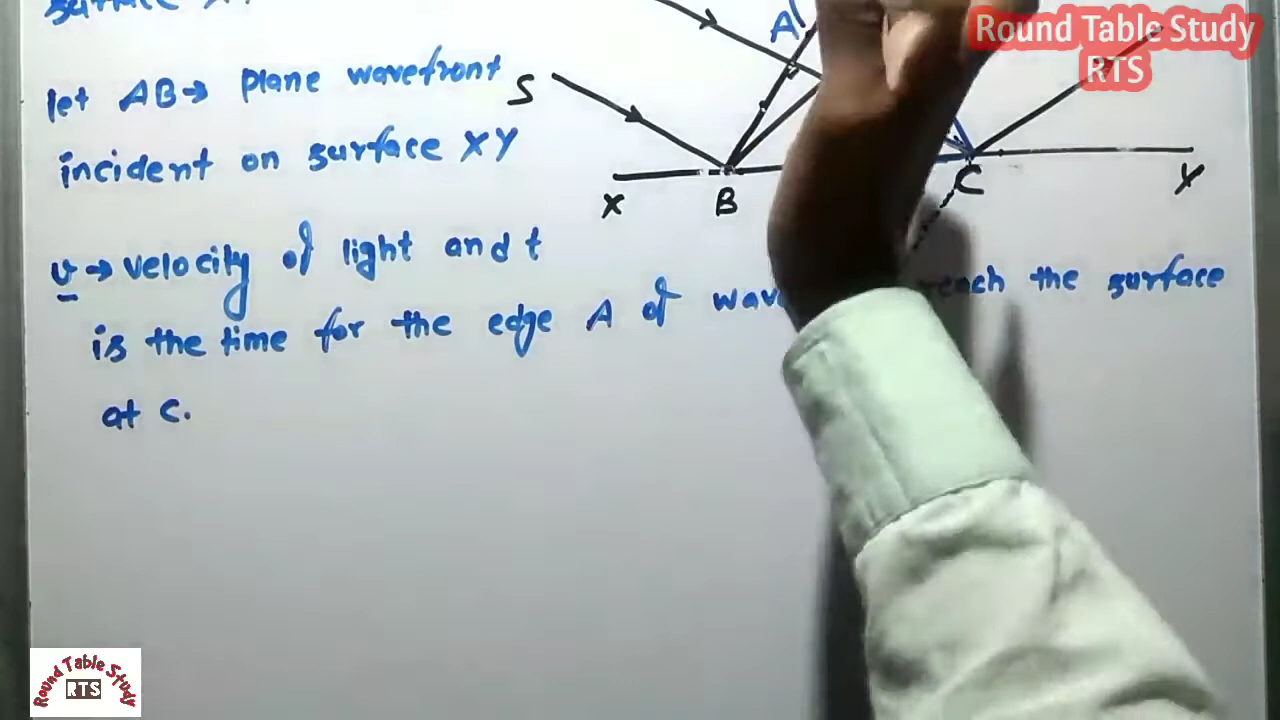 surface
let AB→ plane wavefront
incident on surface XY
v → velocity of light and t
is the time for the edge A of reach the surface
at C.
S
A
X
B
C
Y
Round Table Study
RTS
Round Table Study
RTS